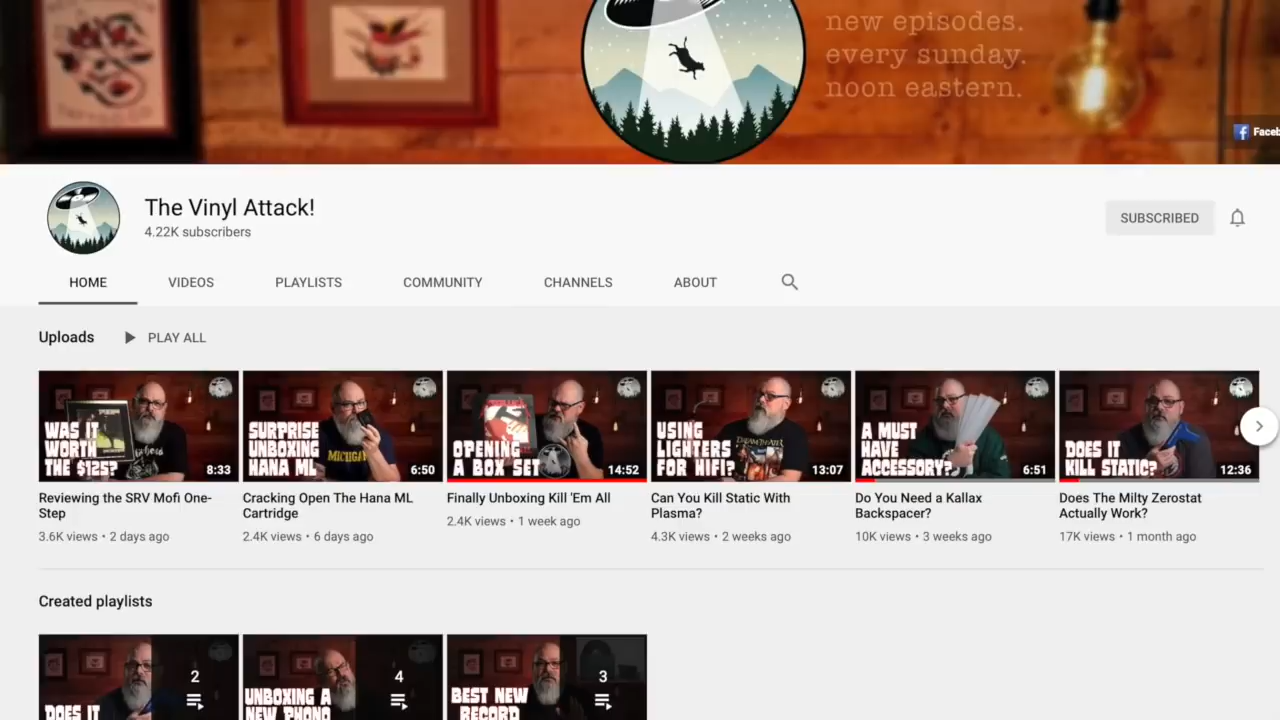 new episodes.
every sunday.
noon eastern.
Faceb
The Vinyl Attack!
4.22K subscribers
SUBSCRIBED
HOME
VIDEOS
PLAYLISTS
COMMUNITY
CHANNELS
ABOUT
Uploads
PLAY ALL
WAS IT
WORTH
THE $125?
8:33
SURPRISE
UNBOXING
HANA ML
MICHIGAN
6:50
OPENING
A BOX SET
14:52
USING
LIGHTERS
FOR HIFI?
DREAM THEATER
13:07
A MUST
HAVE
ACCESSORY?
6:51
DOES IT
KILL STATIC?
12:36
Reviewing the SRV Mofi One-
Step
3.6K views • 2 days ago
Cracking Open The Hana ML
Cartridge
2.4K views • 6 days ago
Finally Unboxing Kill 'Em All
2.4K views • 1 week ago
Can You Kill Static With
Plasma?
4.3K views • 2 weeks ago
Do You Need a Kallax
Backspacer?
10K views • 3 weeks ago
Does The Milty Zerostat
Actually Work?
17K views • 1 month ago
Created playlists
DOES IT
2
UNBOXING A
NEW PHONO
4
BEST NEW
RECORD
3